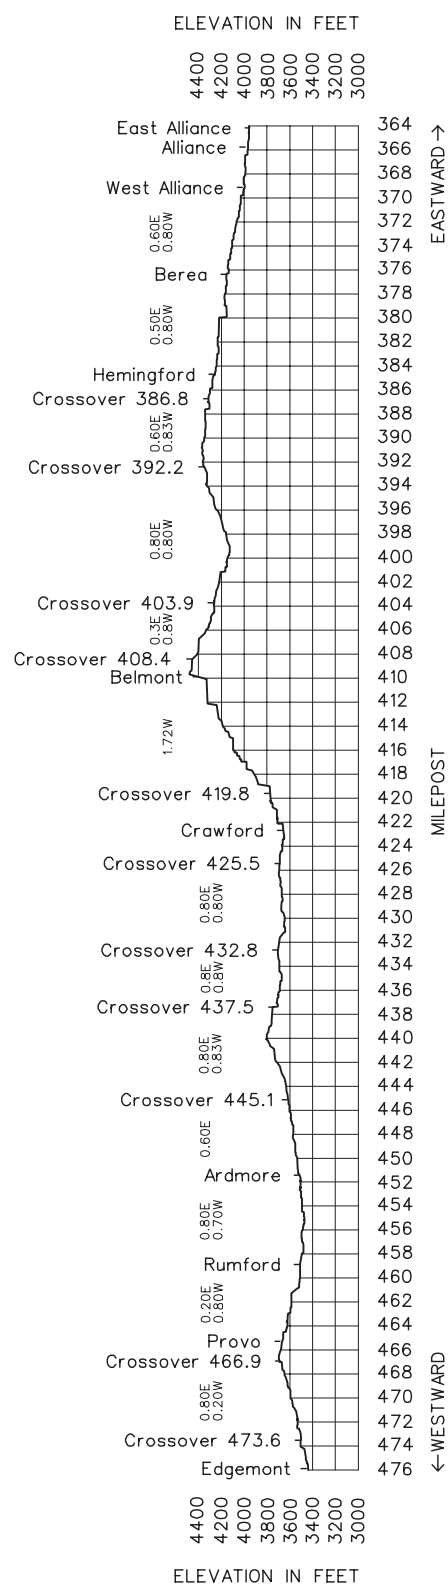 ELEVATION IN FEET
4400 4200 4000 3800 3600 3400 3200 3000
East Alliance
Alliance
West Alliance
0.60E
0.80W
Berea
0.50E
0.80W
Hemingford
Crossover 386.8
0.60E
0.83W
Crossover 392.2
0.80E
0.80W
Crossover 403.9
0.3E
0.8W
Crossover 408.4
Belmont
1.72W
Crossover 419.8
Crawford
Crossover 425.5
0.80E
0.80W
Crossover 432.8
0.8E
0.8W
Crossover 437.5
0.80E
0.83W
Crossover 445.1
0.60E
Ardmore
0.80E
0.70W
Rumford
0.20E
0.80W
Provo
Crossover 466.9
0.80E
0.20W
Crossover 473.6
Edgemont
364
366
368
370
372
374
376
378
380
382
384
386
388
390
392
394
396
398
400
402
404
406
408
410
412
414
416
418
420
422
424
426
428
430
432
434
436
438
440
442
444
446
448
450
452
454
456
458
460
462
464
466
468
470
472
474
476
EASTWARD→
MILEPOST
←WESTWARD
4400 4200 4000 3800 3600 3400 3200 3000
ELEVATION IN FEET